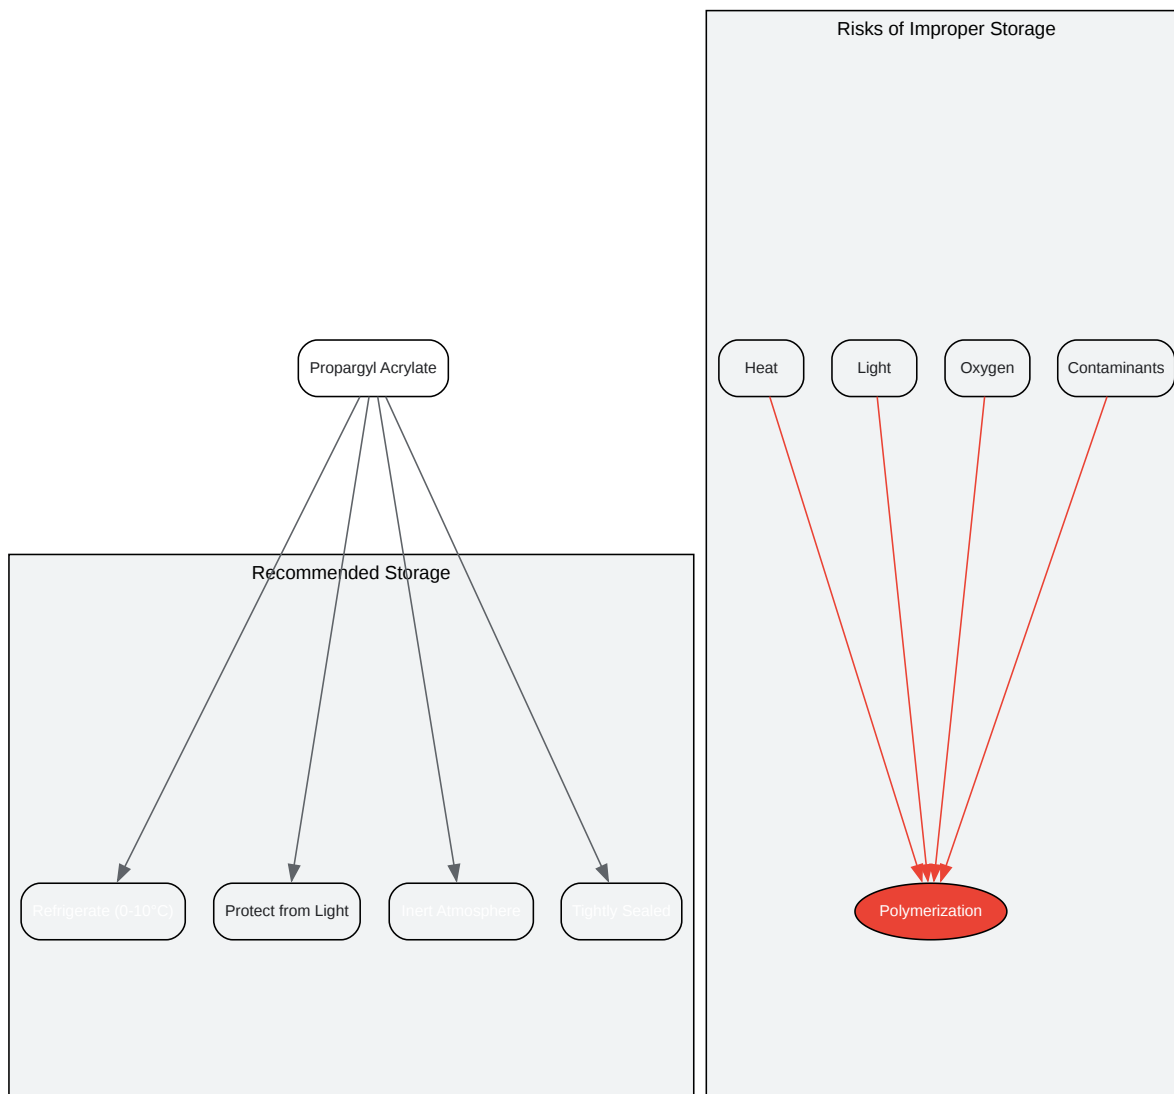 Risks of Improper Storage
Propargyl Acrylate
Heat
Light
Oxygen
Contaminants
Recommended Storage
Refrigerate (0-10°C)
Protect from Light
Inert Atmosphere
Tightly Sealed
Polymerization